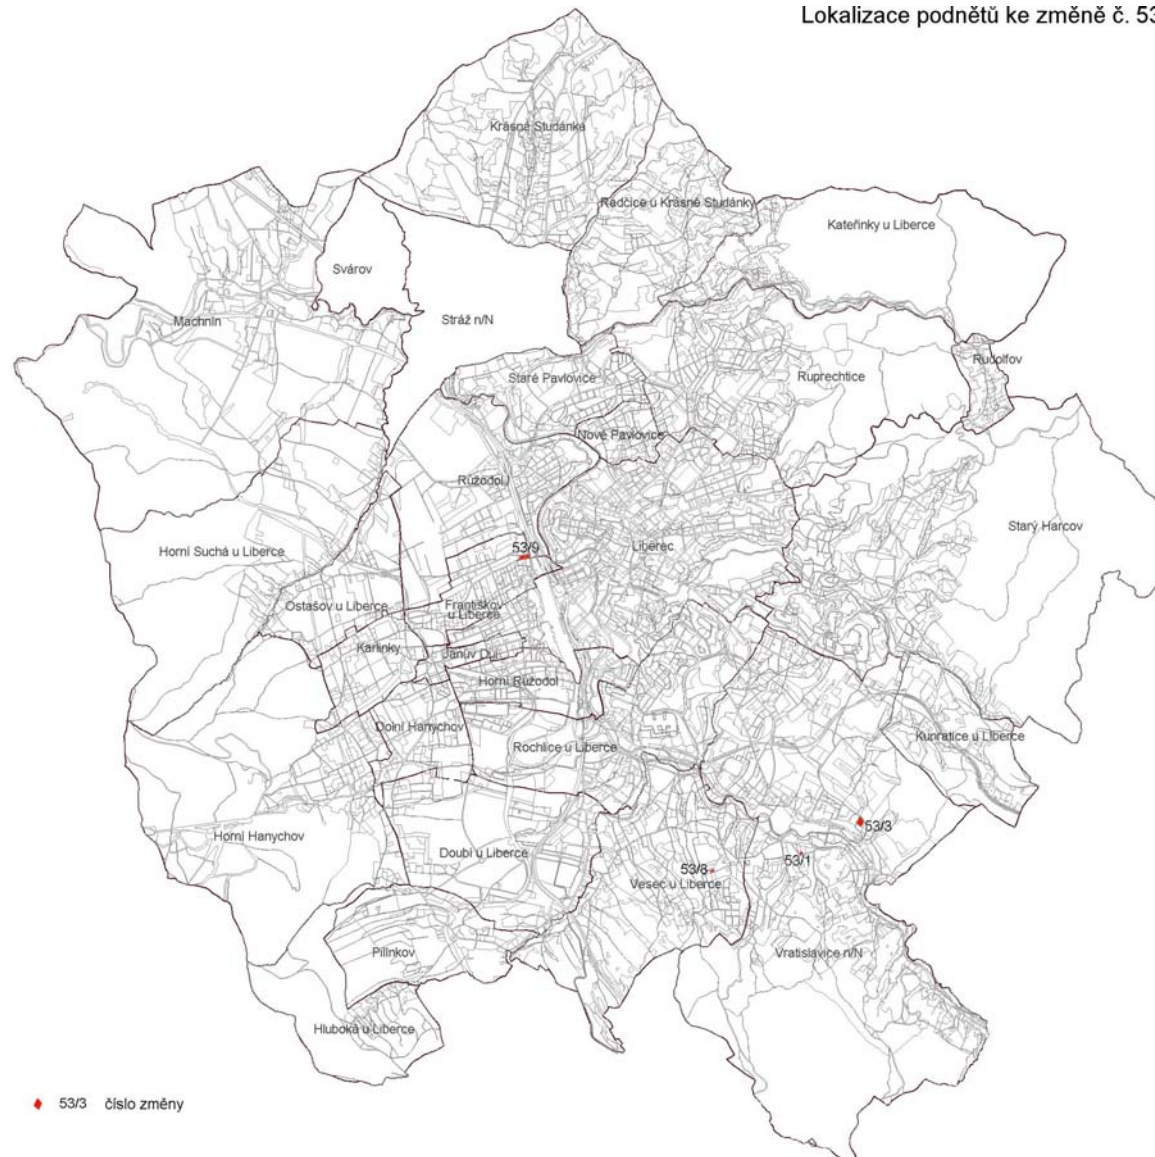 Lokalizace podnětů ke změně č. 53
Krásná Studánka
Radčice u Krásné Studánky
Kateřinky u Liberce
Svárov
Machnín
Stráž n/N
Rudolfov
Staré Pavlovice
Ruprechtice
Nové Pavlovice
Růžodol I
Starý Harcov
53/9
Liberec
Horní Suchá u Liberce
Ostašov u Liberce
Františkov
u Liberce
Karlinky
Janův Důl
Horní Růžodol
Dolní Hanychov
Rochlice u Liberce
Kunratice u Liberce
53/3
Horní Hanychov
Doubí u Liberce
53/1
53/8
Vesec u Liberce
Pilínkov
Vratislavice n/N
Hluboká u Liberce
53/3 číslo změny